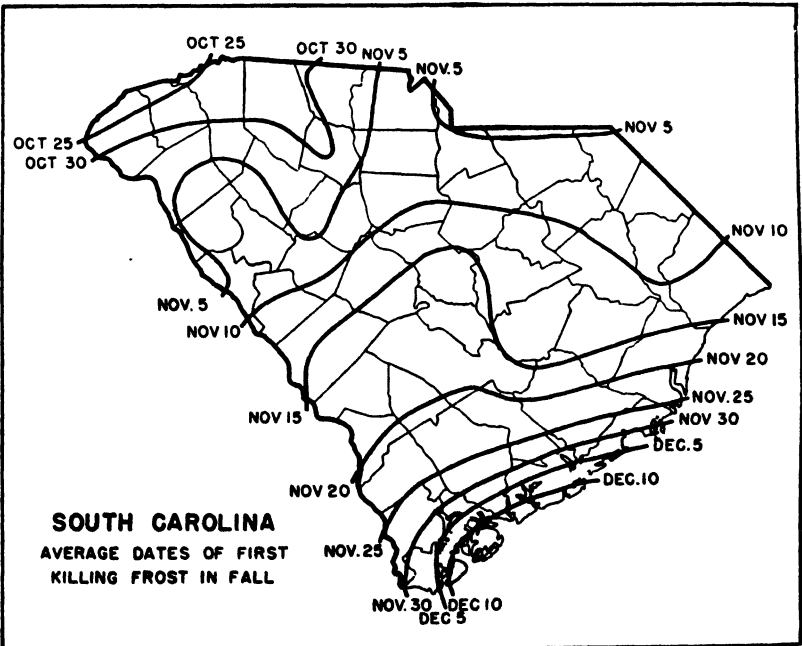 OCT 25
OCT 30
NOV 5
NOV. 5
NOV 5
OCT 25
OCT 30
NOV 10
NOV. 5
NOV 10
NOV 15
NOV 20
NOV. 25
NOV 30
NOV 15
DEC. 5
DEC. 10
NOV 20
SOUTH CAROLINA
AVERAGE DATES OF FIRST
KILLING FROST IN FALL
NOV. 25
NOV. 30
DEC 10
DEC 5